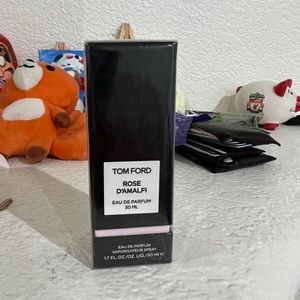 TOM FORD
ROSE
D'AMALFI
EAU DE PARFUM
50 ML
EAU DE PARFUM
VAPORISATEUR SPRAY
1.7 FL.OZ./OZ. LIQ./50 ml ℮